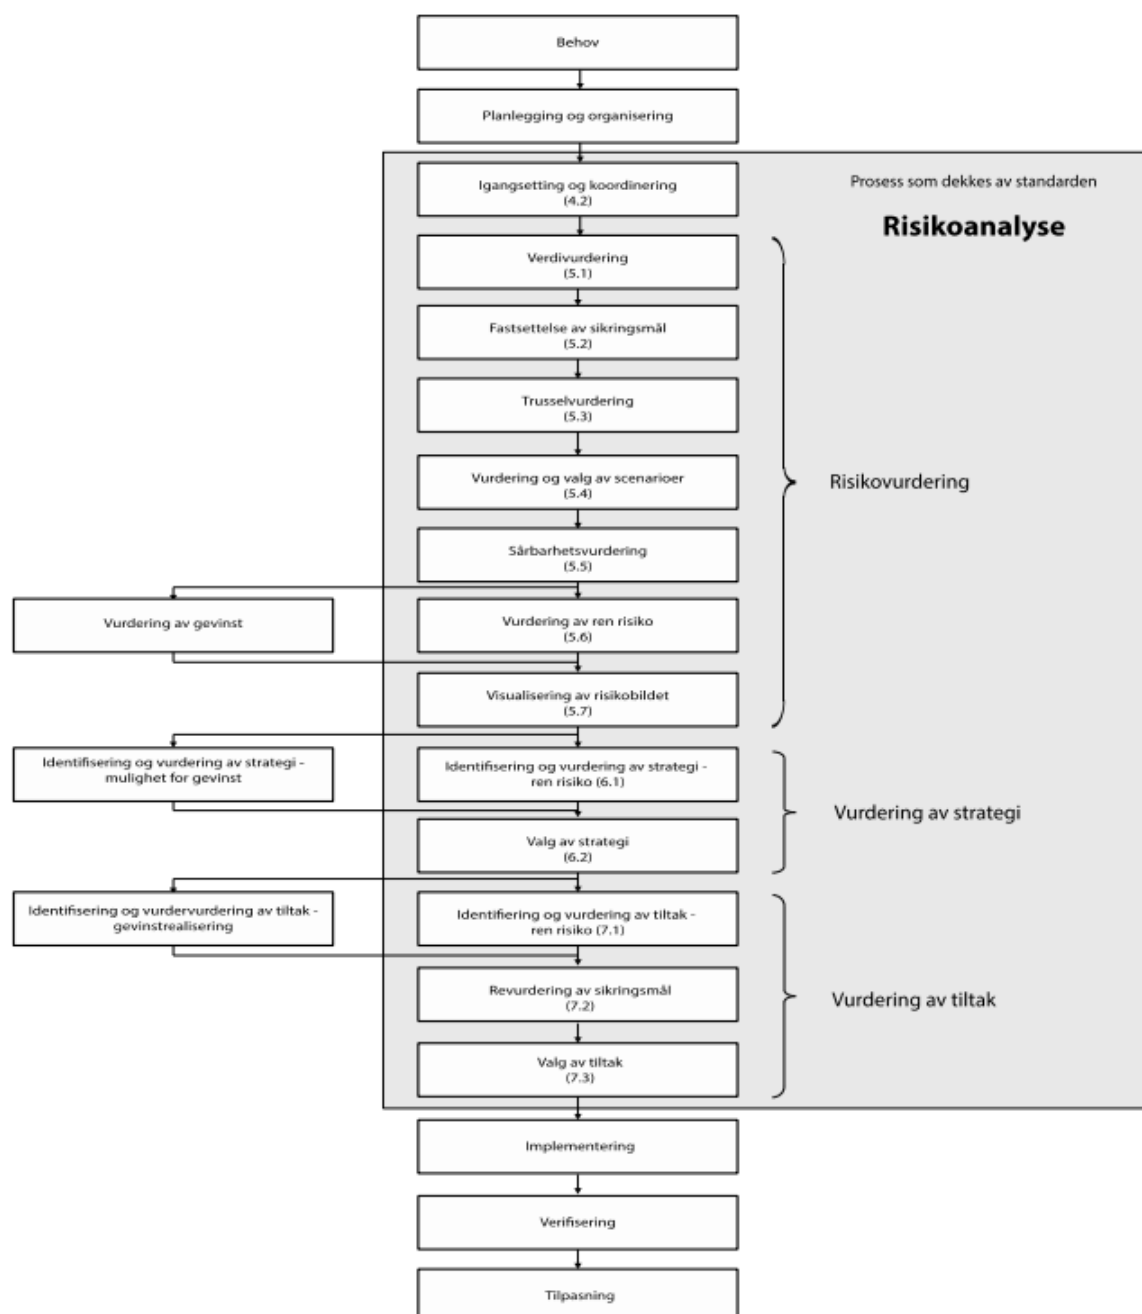 Behov
Planlegging og organisering
Igangsetting og koordinering
(4.2)
Prosess som dekkes av standarden
Risikoanalyse
Verdivurdering
(5.1)
Fastsettelse av sikringsmål
(5.2)
Trusselvurdering
(5.3)
Vurdering og valg av scenarioer
(5.4)
Risikovurdering
Sårbarhetsvurdering
(5.5)
Vurdering av gevinst
Vurdering av ren risiko
(5.6)
Visualisering av risikobildet
(5.7)
Identifisering og vurdering av strategi -
mulighet for gevinst
Identifisering og vurdering av strategi -
ren risiko (6.1)
Vurdering av strategi
Valg av strategi
(6.2)
Identifisering og vurdervurdering av tiltak -
gevinstrealisering
Identifiering og vurdering av tiltak -
ren risiko (7.1)
Revurdering av sikringsmål
(7.2)
Vurdering av tiltak
Valg av tiltak
(7.3)
Implementering
Verifisering
Tilpasning